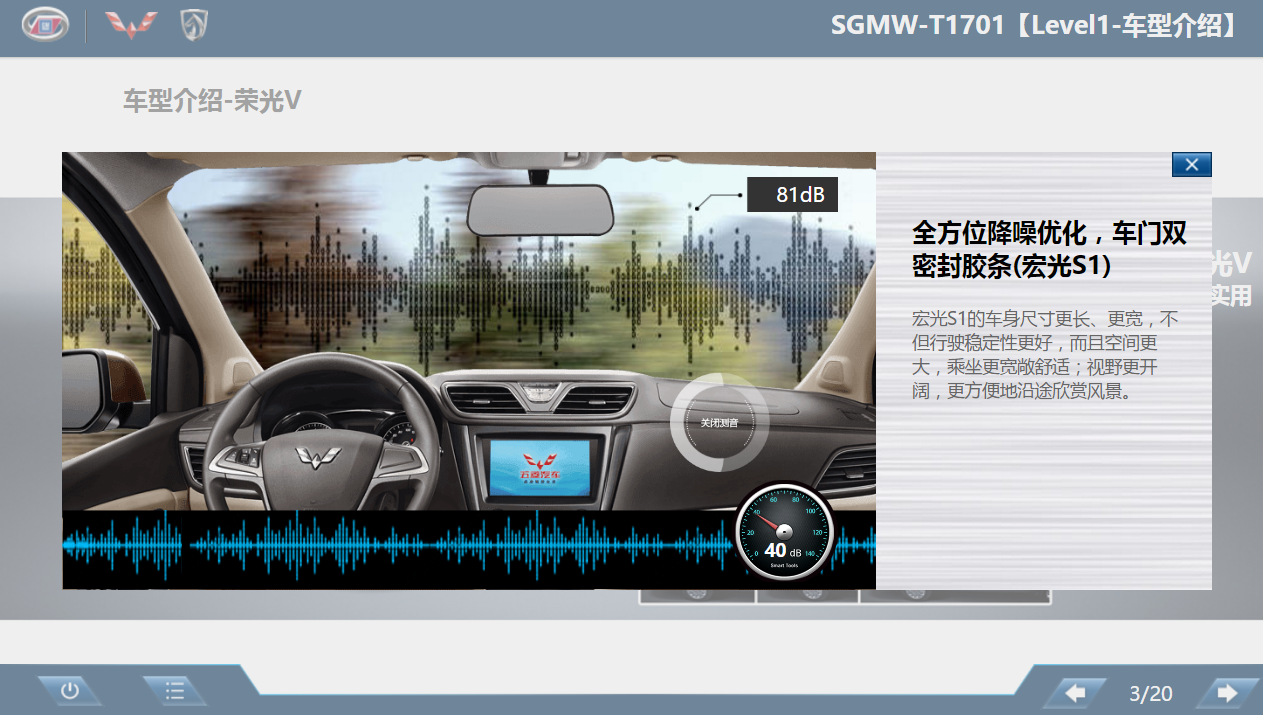 SGMW-T1701【Level1-车型介绍】
车型介绍-荣光V
81dB
全方位降噪优化，车门双
密封胶条(宏光S1)
光V
实用
宏光S1的车身尺寸更长、更宽，不
但行驶稳定性更好，而且空间更
大，乘坐更宽敞舒适；视野更开
阔，更方便地沿途欣赏风景。
关闭测音
五菱汽车
0
20
40
60
80
100
120
140
40 dB
Smart Tools
3/20